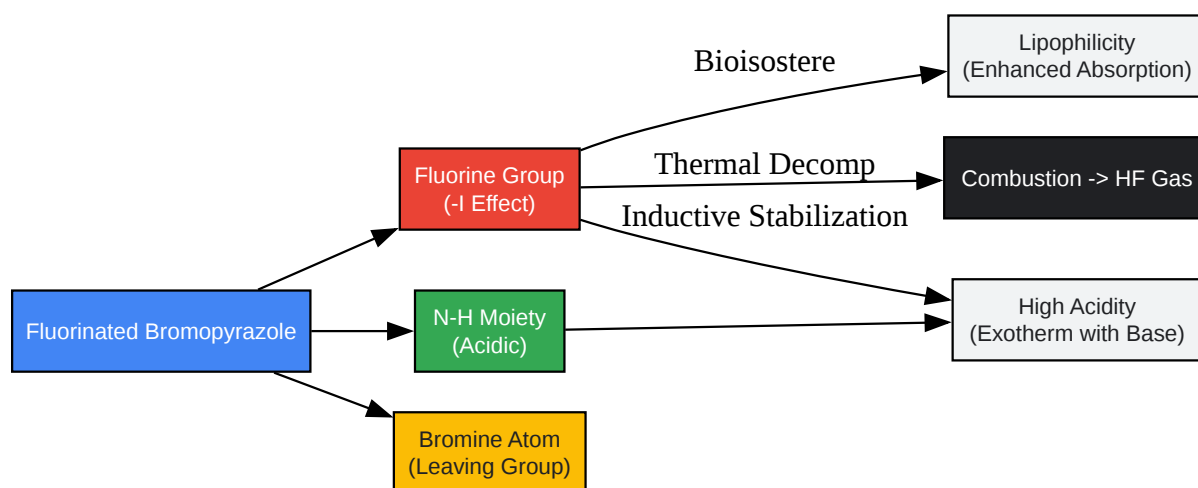 Lipophilicity
(Enhanced Absorption)
Bioisostere
Fluorine Group
(-I Effect)
Thermal Decomp
Combustion -> HF Gas
Inductive Stabilization
Fluorinated Bromopyrazole
N-H Moiety
(Acidic)
High Acidity
(Exotherm with Base)
Bromine Atom
(Leaving Group)